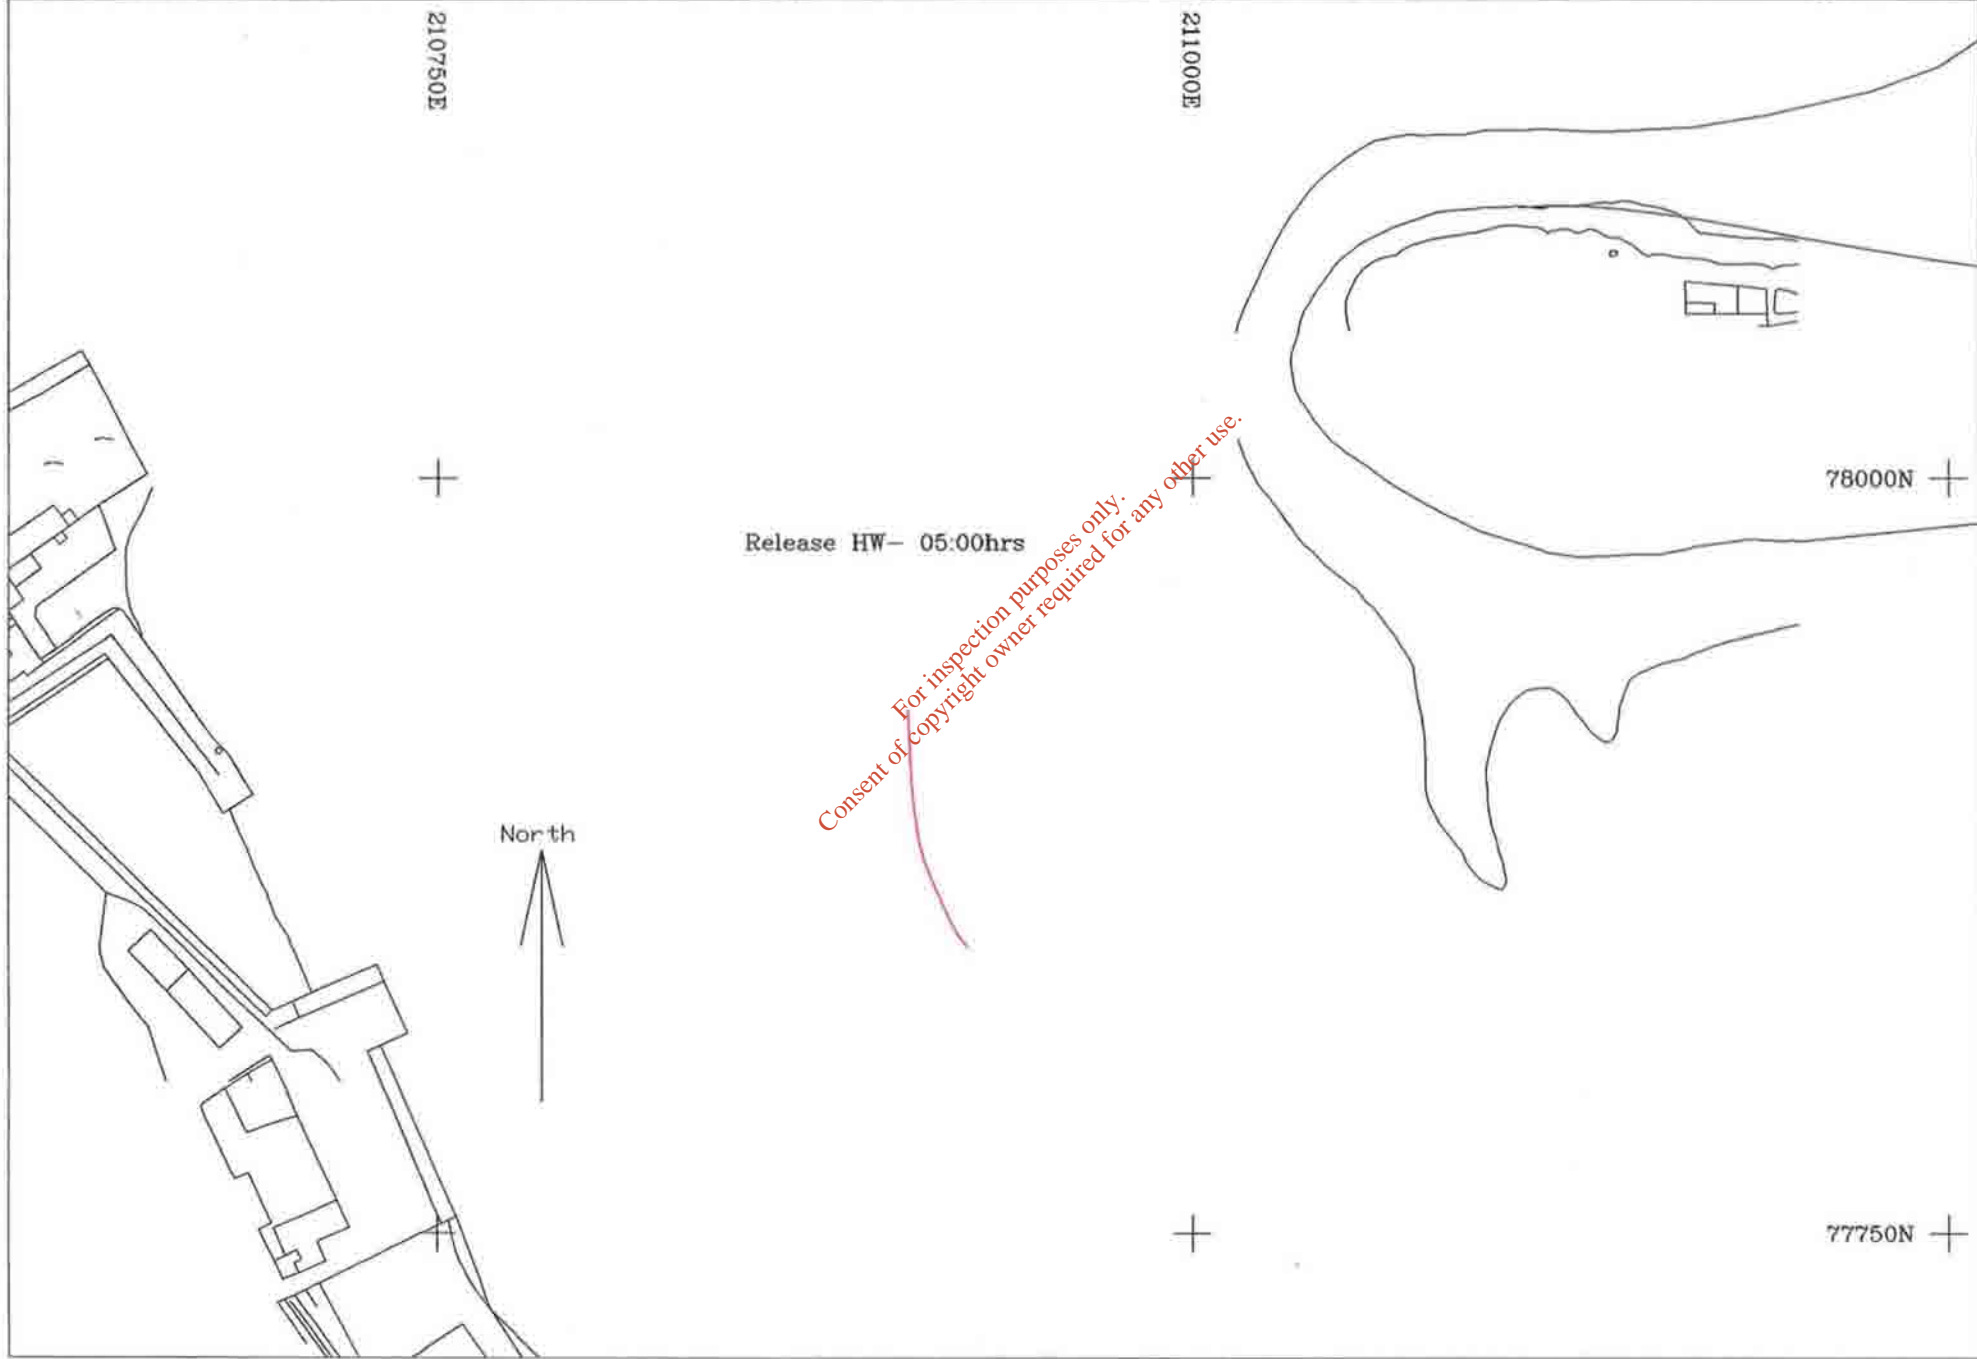 210750E
211000E
78000N
Release HW- 05:00hrs
For inspection purposes only.
Consent of copyright owner required for any other use.
North
77750N